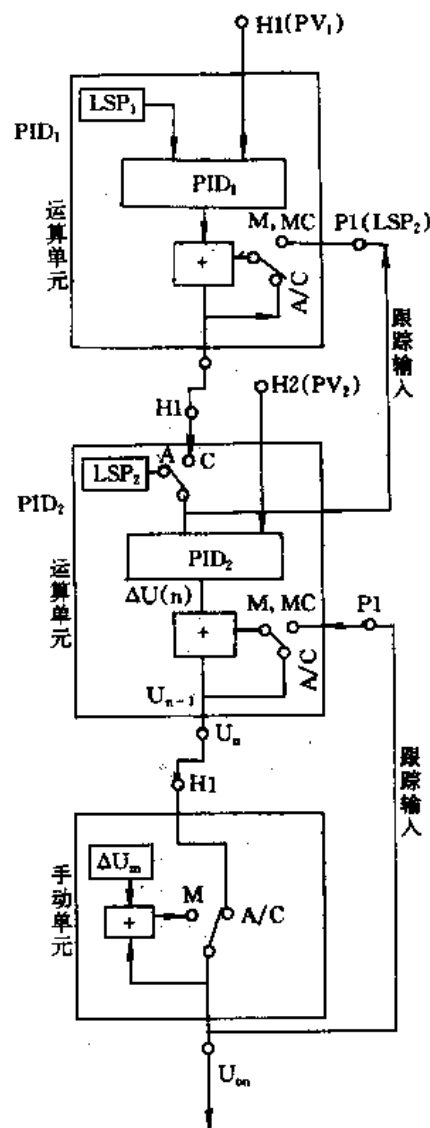 H1(PV₁)
LSP₁
PID₁
PID₁
运算单元
M, MC
P1(LSP₂)
+
A/C
跟踪输入
H1
H2(PV₂)
A
C
LSP₂
PID₂
PID₂
运算单元
ΔU(n)
M, MC
P1
+
A/C
Uₙ₋₁
Uₙ
跟踪输入
H1
手动单元
ΔUₘ
M
A/C
+
U₀ₙ